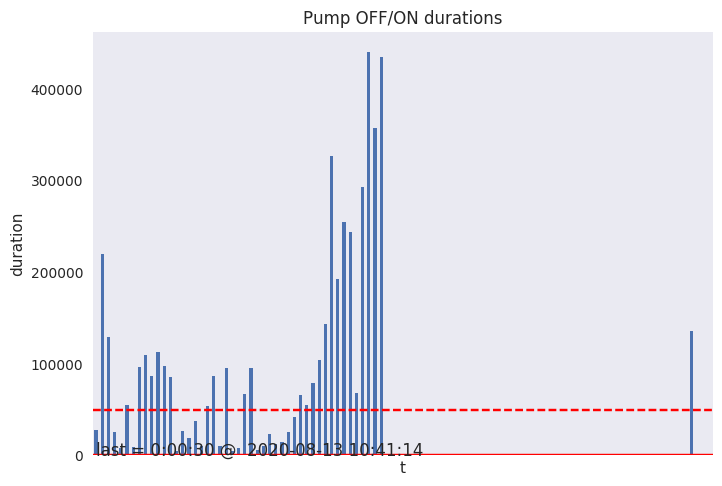 Pump OFF/ON durations
400000
300000
200000
100000
0
duration
last = 0:00:30 @ 2020-08-13 10:41:14
t